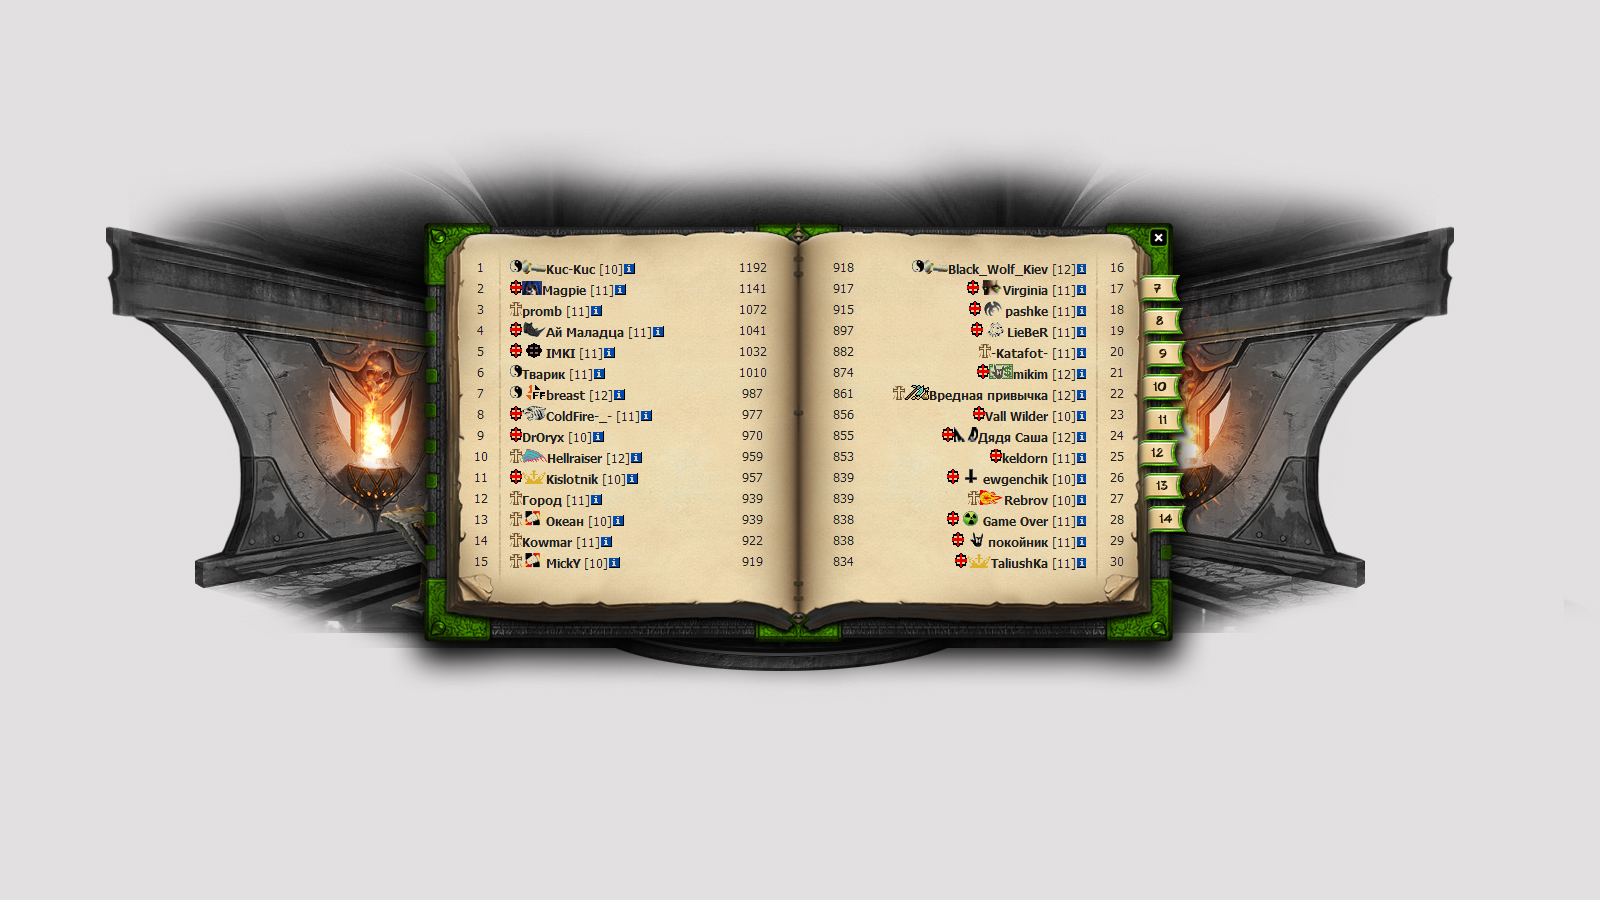 1 Kuc-Kuc [10] 1192
2 Magpie [11] 1141
3 promb [11] 1072
4 Ай Маладца [11] 1041
5 IMKI [11] 1032
6 Тварик [11] 1010
7 breast [12] 987
8 ColdFire-_- [11] 977
9 DrOryx [10] 970
10 Hellraiser [12] 959
11 Kislotnik [10] 957
12 Город [11] 939
13 Океан [10] 939
14 Kowmar [11] 922
15 MickY [10] 919
918 Black_Wolf_Kiev [12] 16
917 Virginia [11] 17
915 pashke [11] 18
897 LieBeR [11] 19
882 -Katafot- [11] 20
874 mikim [12] 21
861 Вредная привычка [12] 22
856 Vall Wilder [10] 23
855 Дядя Саша [12] 24
853 keldorn [11] 25
839 ewgenchik [10] 26
839 Rebrov [10] 27
838 Game Over [11] 28
838 покойник [11] 29
834 TaliushKa [11] 30
7
8
9
10
11
12
13
14